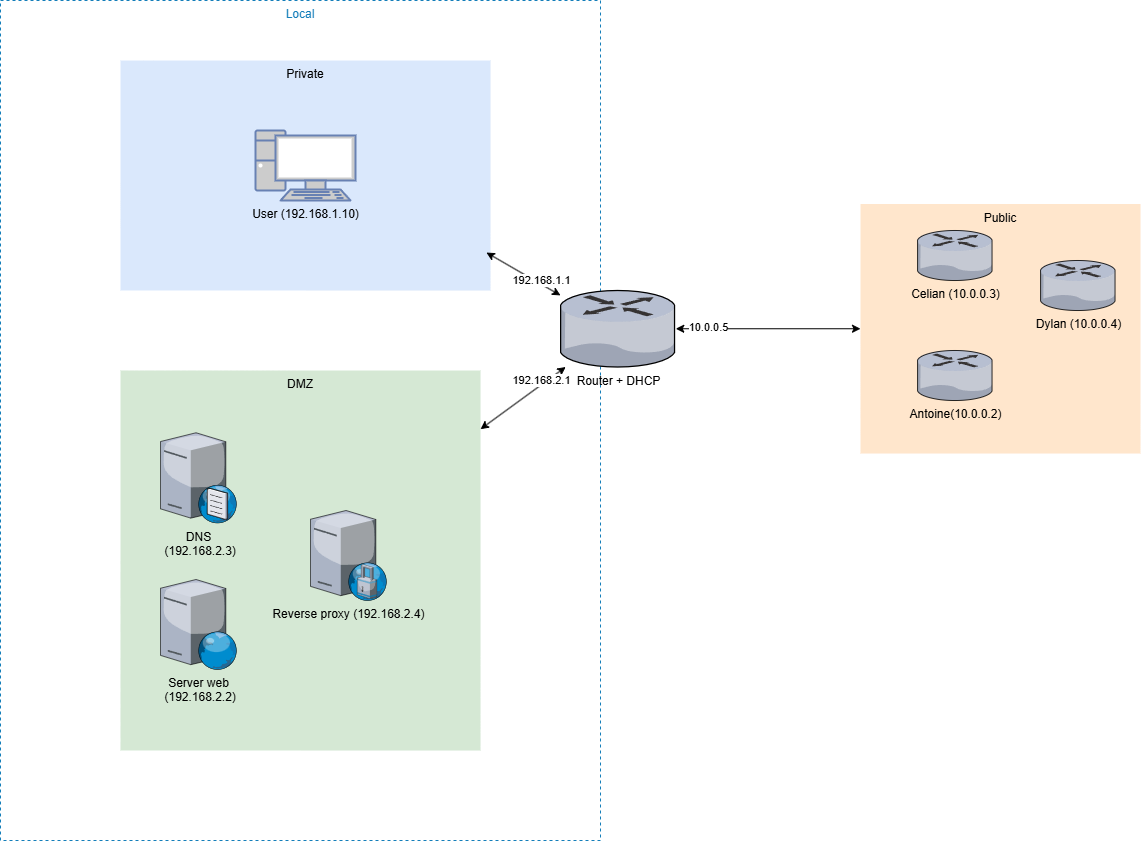 Local
Private
User (192.168.1.10)
192.168.1.1
10.0.0.5
192.168.2.1
Router + DHCP
Public
Celian (10.0.0.3)
Dylan (10.0.0.4)
Antoine(10.0.0.2)
DMZ
DNS
(192.168.2.3)
Reverse proxy (192.168.2.4)
Server web
(192.168.2.2)